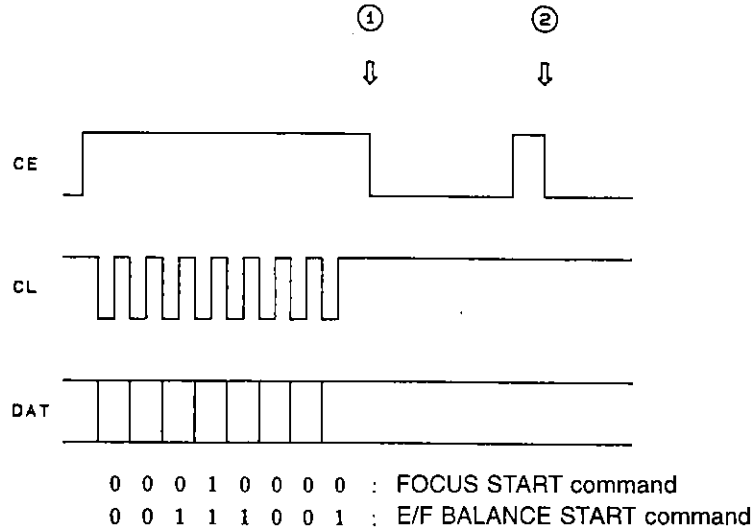 ① ②
CE
CL
DAT
0 0 0 1 0 0 0 0 : FOCUS START command
0 0 1 1 1 0 0 1 : E/F BALANCE START command